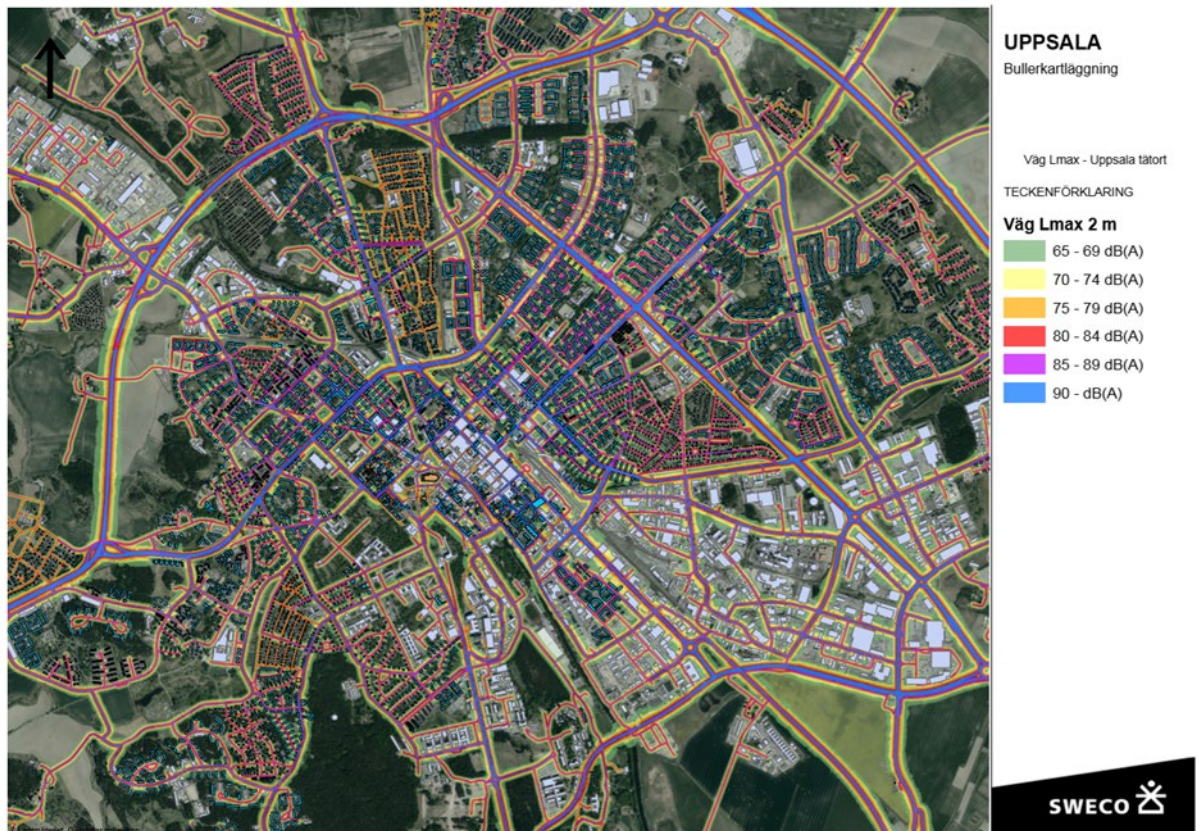 UPPSALA
Bullerkartläggning
Väg Lmax - Uppsala tätort
TECKENFÖRKLARING
Väg Lmax 2 m
65 - 69 dB(A)
70 - 74 dB(A)
75 - 79 dB(A)
80 - 84 dB(A)
85 - 89 dB(A)
90 - dB(A)
SWECO